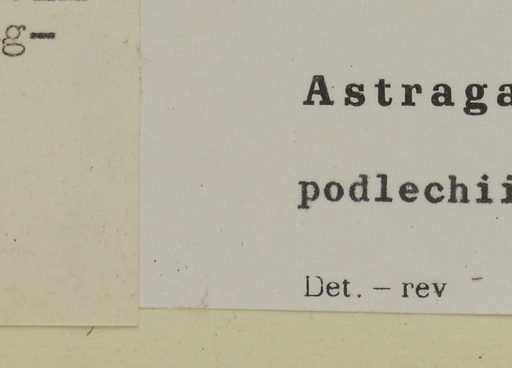 g-
Astraga
podlechii
Det. – rev